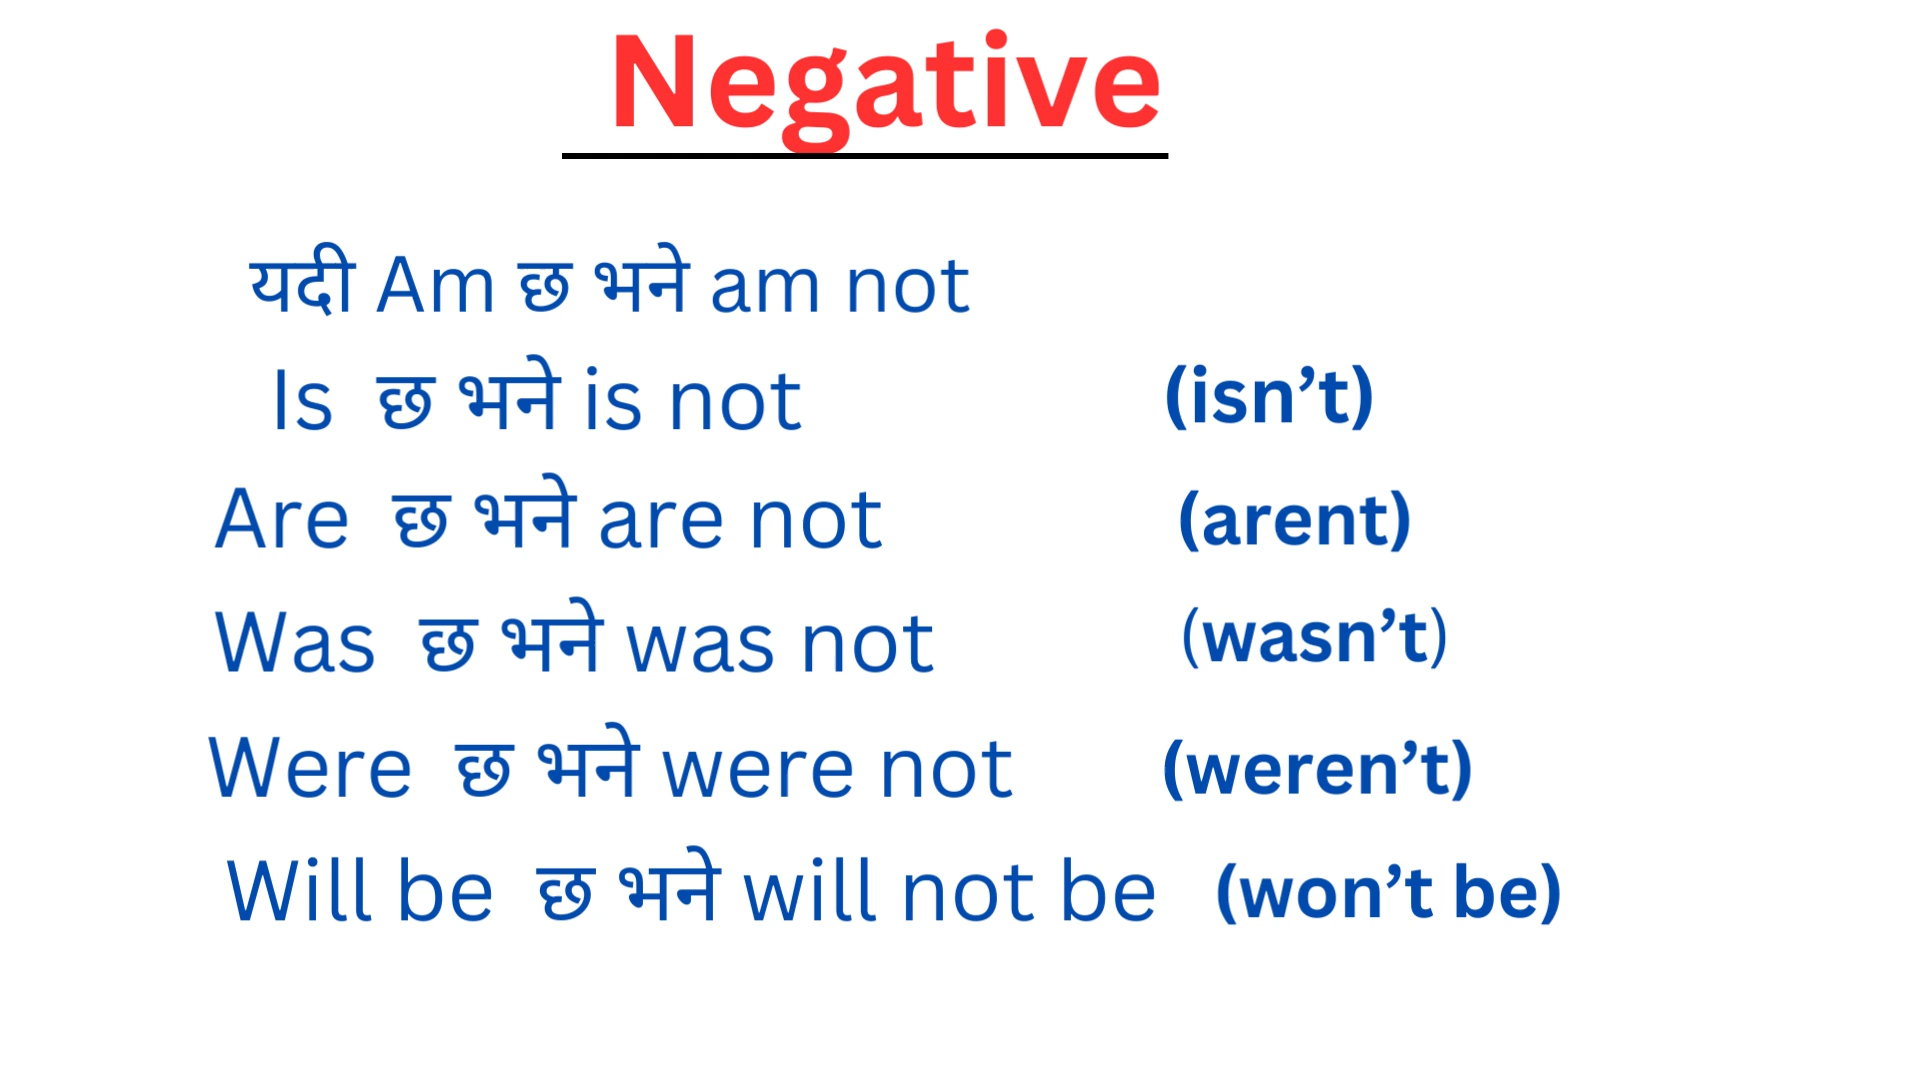 Negative
यदी Am छ भने am not
Is छ भने is not (isn’t)
Are छ भने are not (arent)
Was छ भने was not (wasn’t)
Were छ भने were not (weren’t)
Will be छ भने will not be (won’t be)